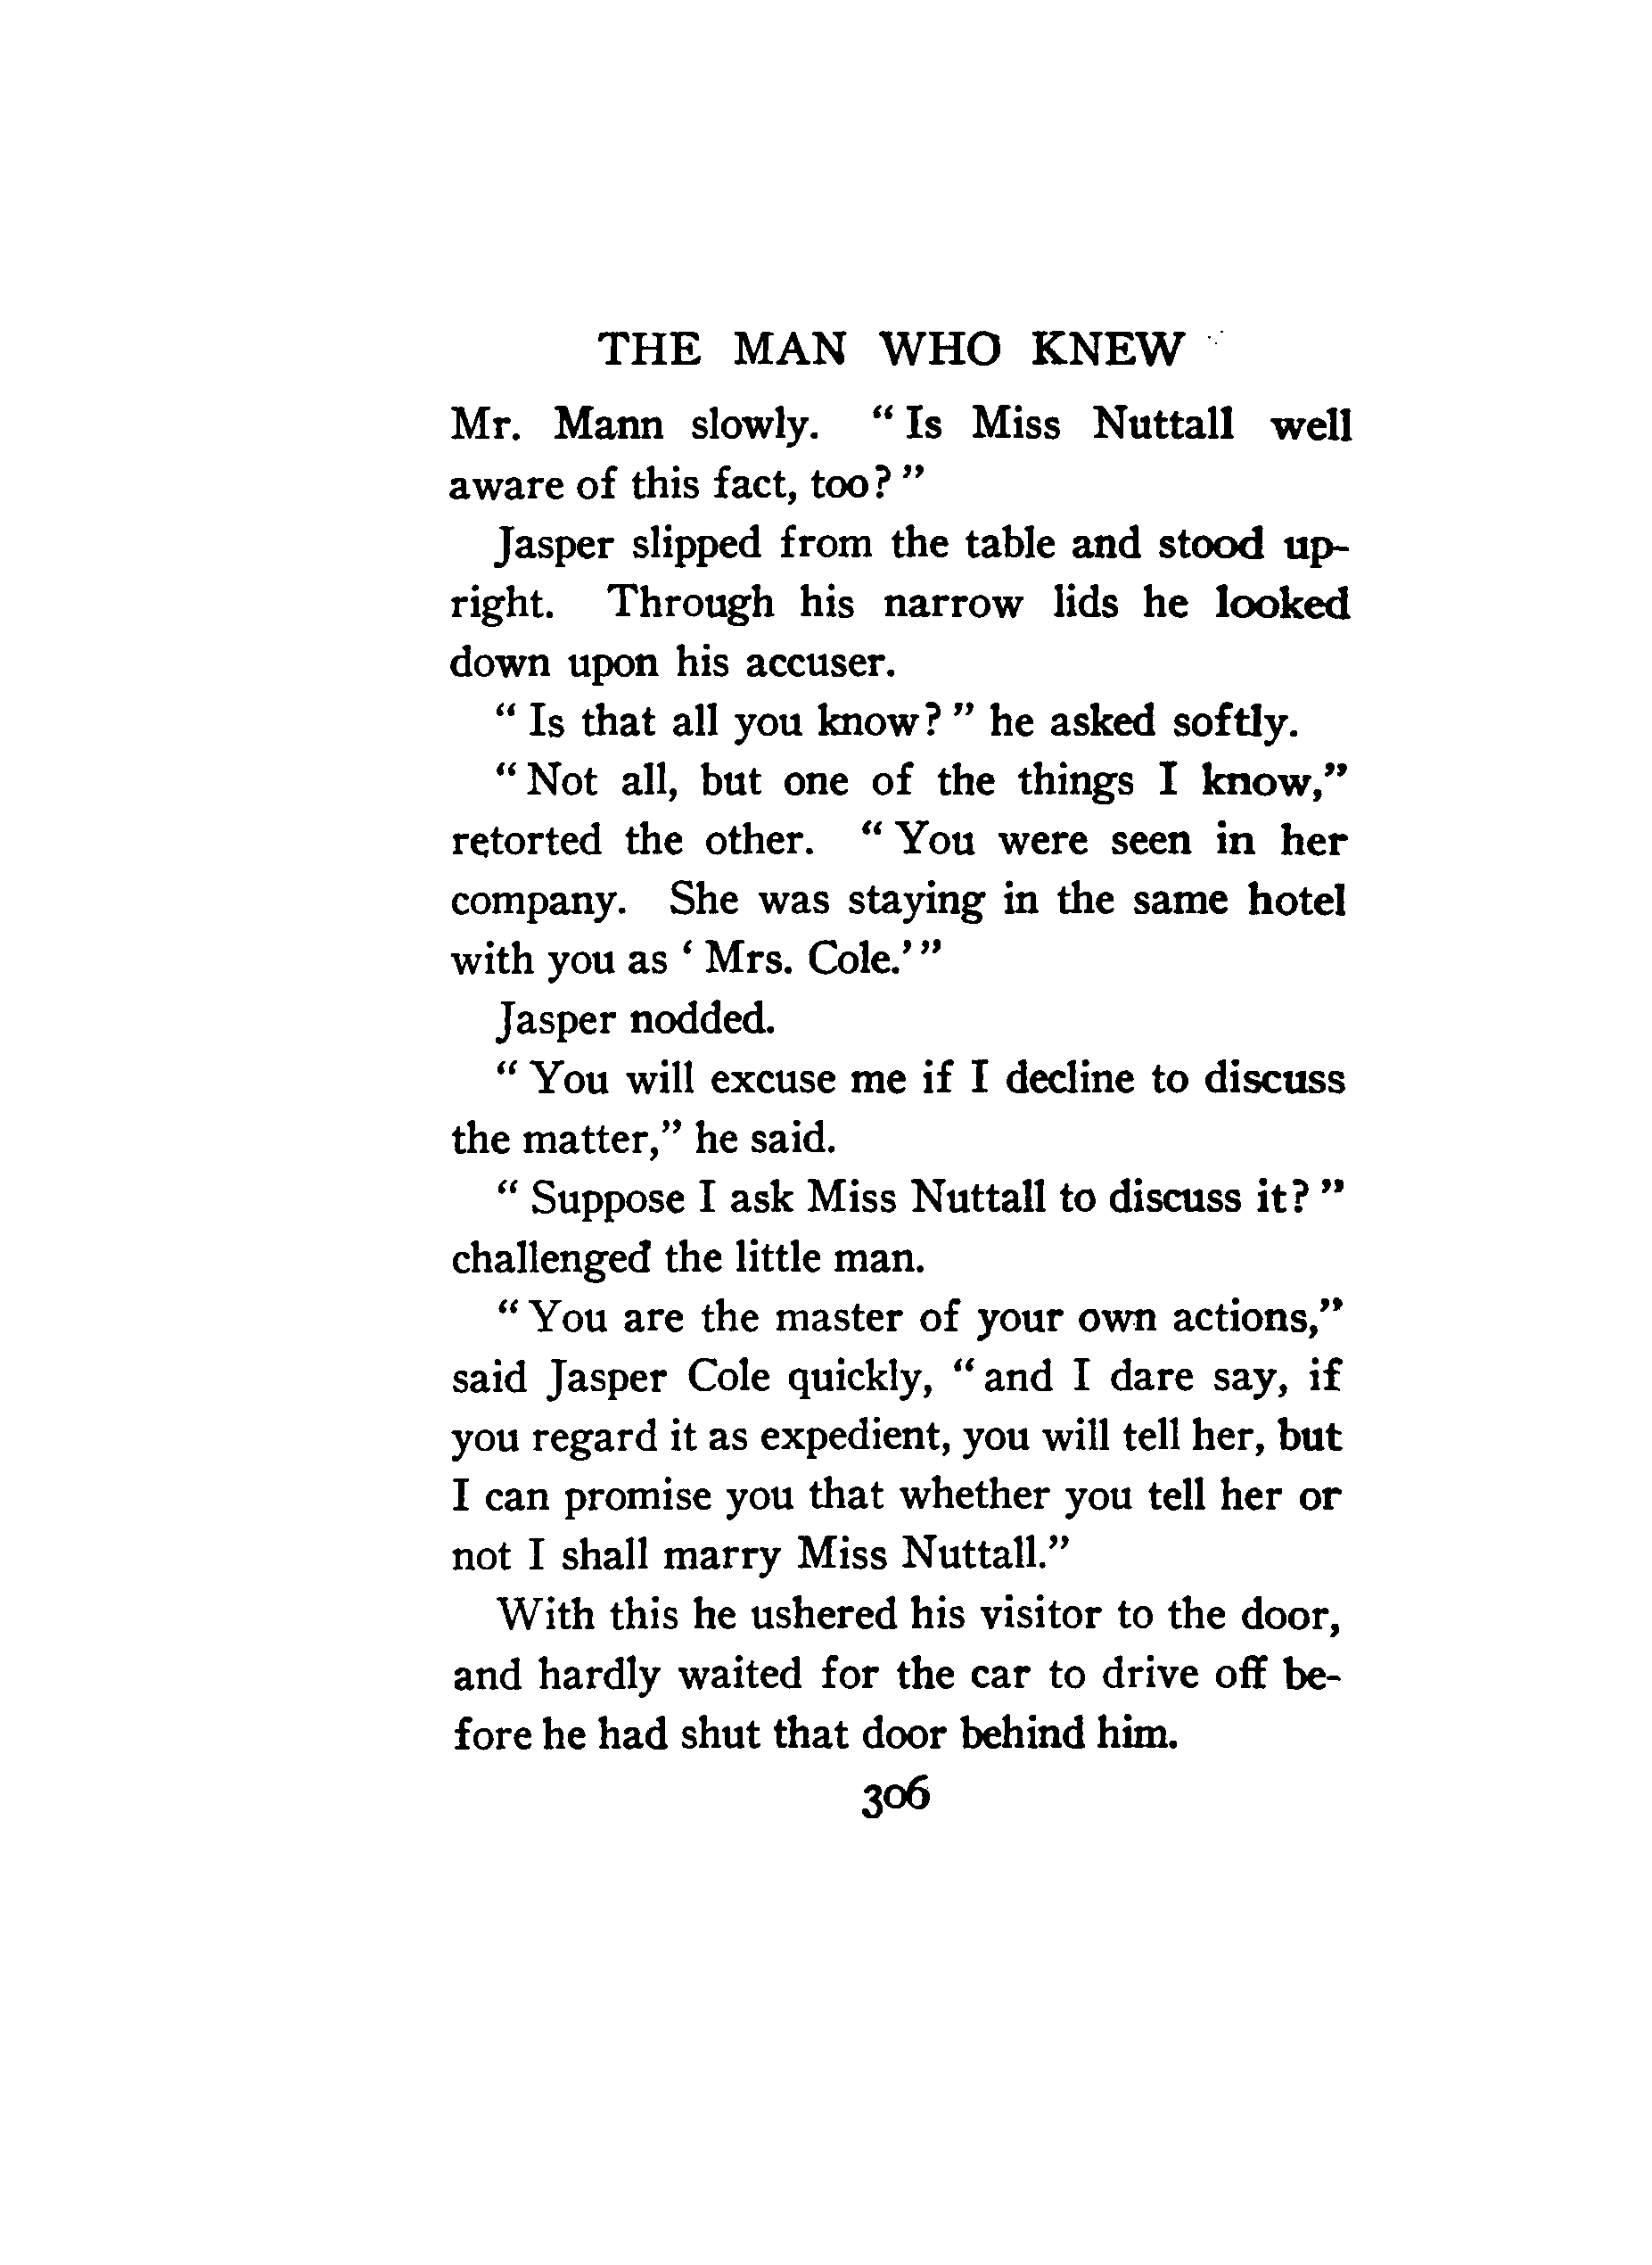 THE MAN WHO KNEW
Mr. Mann slowly. “Is Miss Nuttall well
aware of this fact, too?”
Jasper slipped from the table and stood up-
right. Through his narrow lids he looked
down upon his accuser.
“Is that all you know?” he asked softly.
“Not all, but one of the things I know,”
retorted the other. “You were seen in her
company. She was staying in the same hotel
with you as ‘Mrs. Cole.’”
Jasper nodded.
“You will excuse me if I decline to discuss
the matter,” he said.
“Suppose I ask Miss Nuttall to discuss it?”
challenged the little man.
“You are the master of your own actions,”
said Jasper Cole quickly, “and I dare say, if
you regard it as expedient, you will tell her, but
I can promise you that whether you tell her or
not I shall marry Miss Nuttall.”
With this he ushered his visitor to the door,
and hardly waited for the car to drive off be-
fore he had shut that door behind him.
306